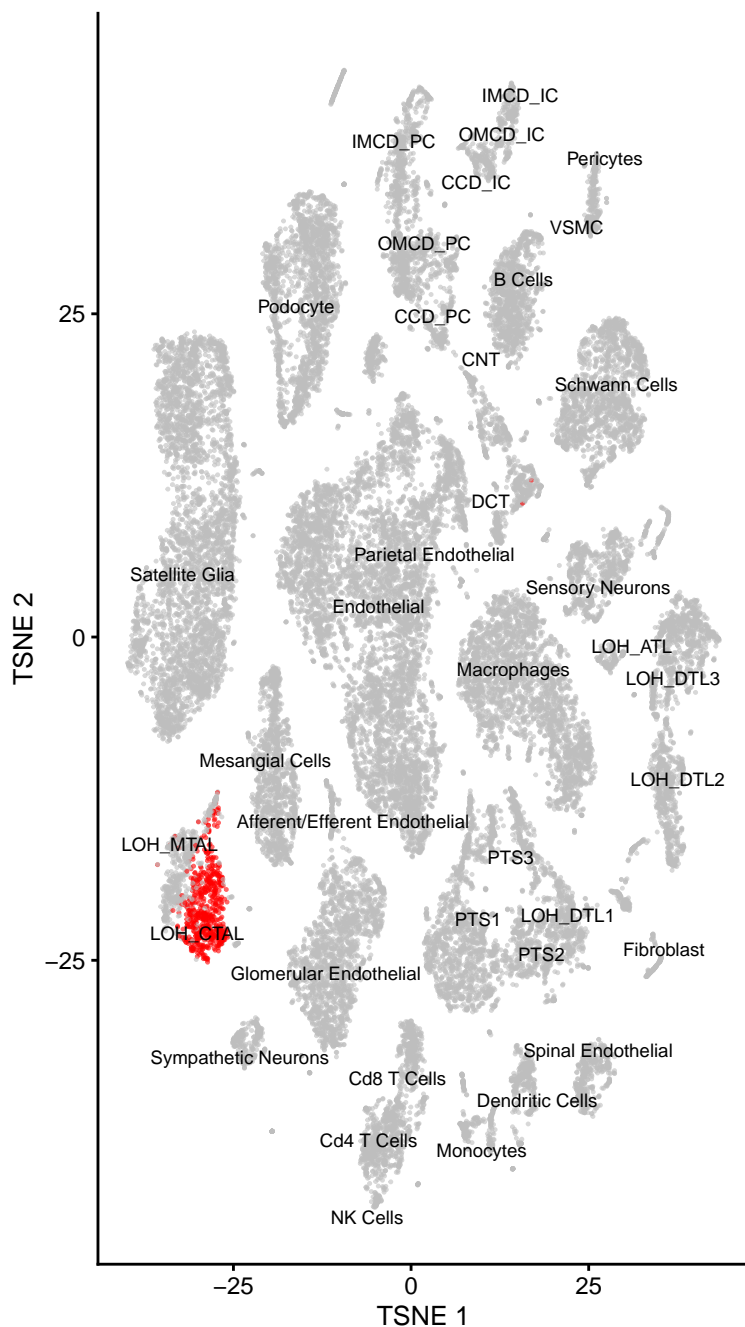 IMCD_IC
OMCD_IC
IMCD_PC
Pericytes
CCD_IC
VSMC
OMCD_PC
B Cells
Podocyte
25
CCD_PC
CNT
Schwann Cells
DCT
Parietal Endothelial
Satellite Glia
Sensory Neurons
Endothelial
TSNE 2
0
LOH_ATL
Macrophages
LOH_DTL3
Mesangial Cells
LOH_DTL2
Afferent/Efferent Endothelial
LOH_MTAL
PTS3
PTS1
LOH_DTL1
LOH_CTAL
PTS2
Fibroblast
−25
Glomerular Endothelial
Spinal Endothelial
Sympathetic Neurons
Cd8 T Cells
Dendritic Cells
Cd4 T Cells
Monocytes
NK Cells
−25
0
25
TSNE 1